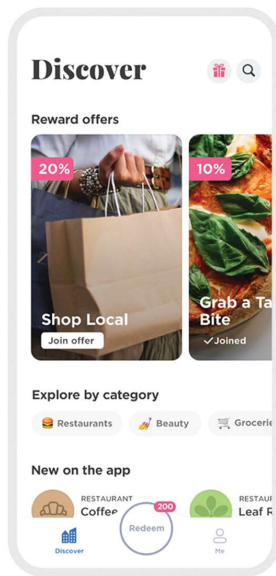 Discover
Reward offers
20%
10%
Shop Local
Join offer
Grab a Ta
Bite
Joined
Explore by category
Restaurants
Beauty
Grocerie
New on the app
RESTAURANT
Coffee
RESTAUR
Leaf R
200
Redeem
Discover
Me